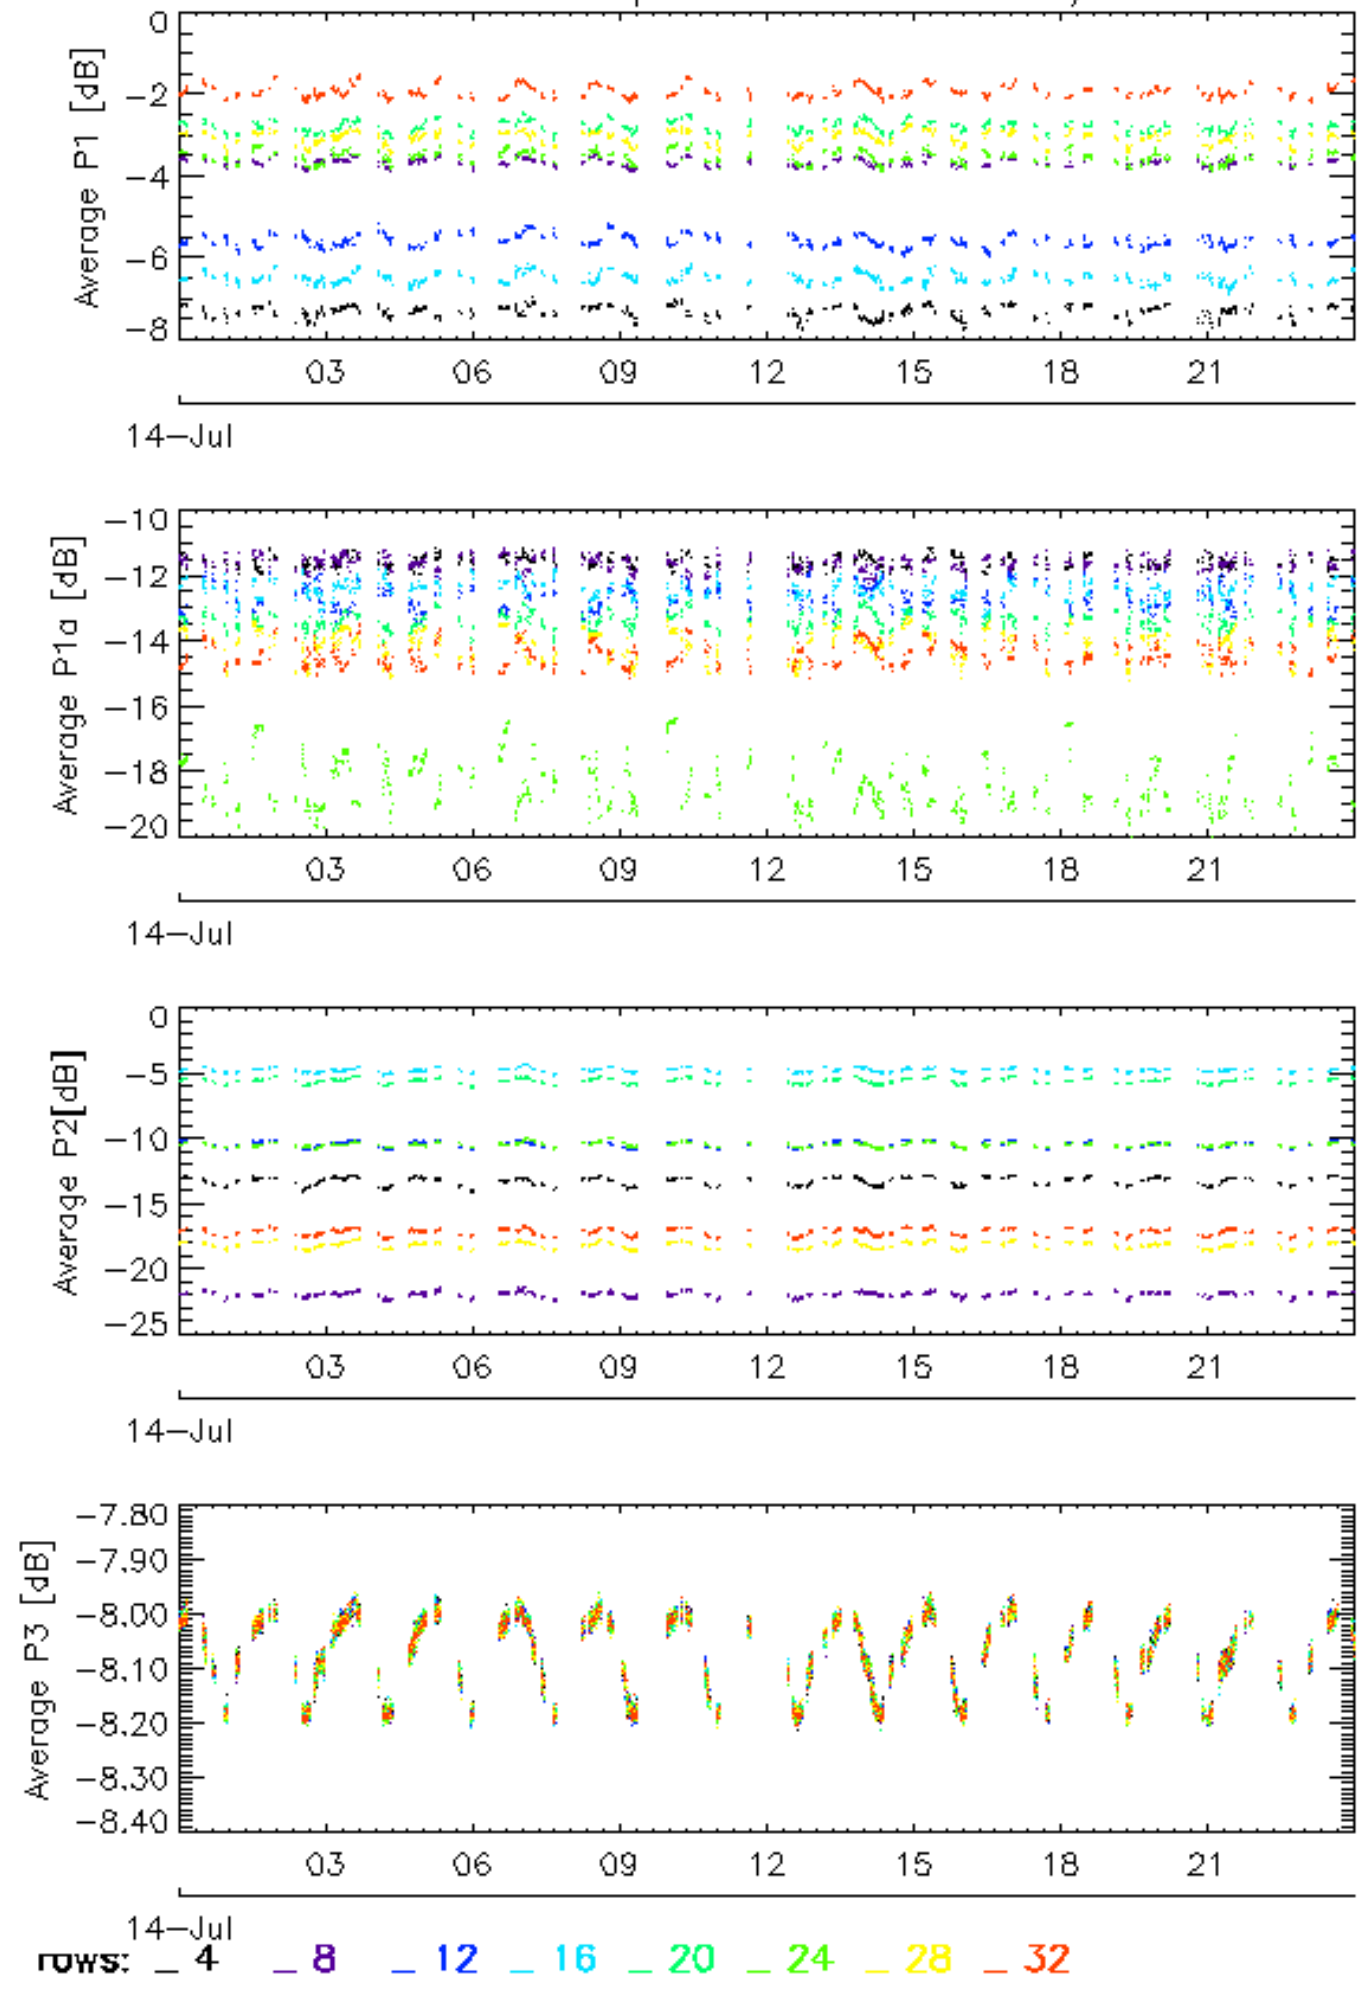 Average P1 [dB]
0
-2
-4
-6
-8
03 06 09 12 15 18 21
14-Jul
Average P1a [dB]
-10
-12
-14
-16
-18
-20
03 06 09 12 15 18 21
14-Jul
Average P2[dB]
0
-5
-10
-15
-20
-25
03 06 09 12 15 18 21
14-Jul
Average P3 [dB]
-7.80
-7.90
-8.00
-8.10
-8.20
-8.30
-8.40
03 06 09 12 15 18 21
14-Jul
rows: _ 4 _ 8 _ 12 _ 16 _ 20 _ 24 _ 28 _ 32